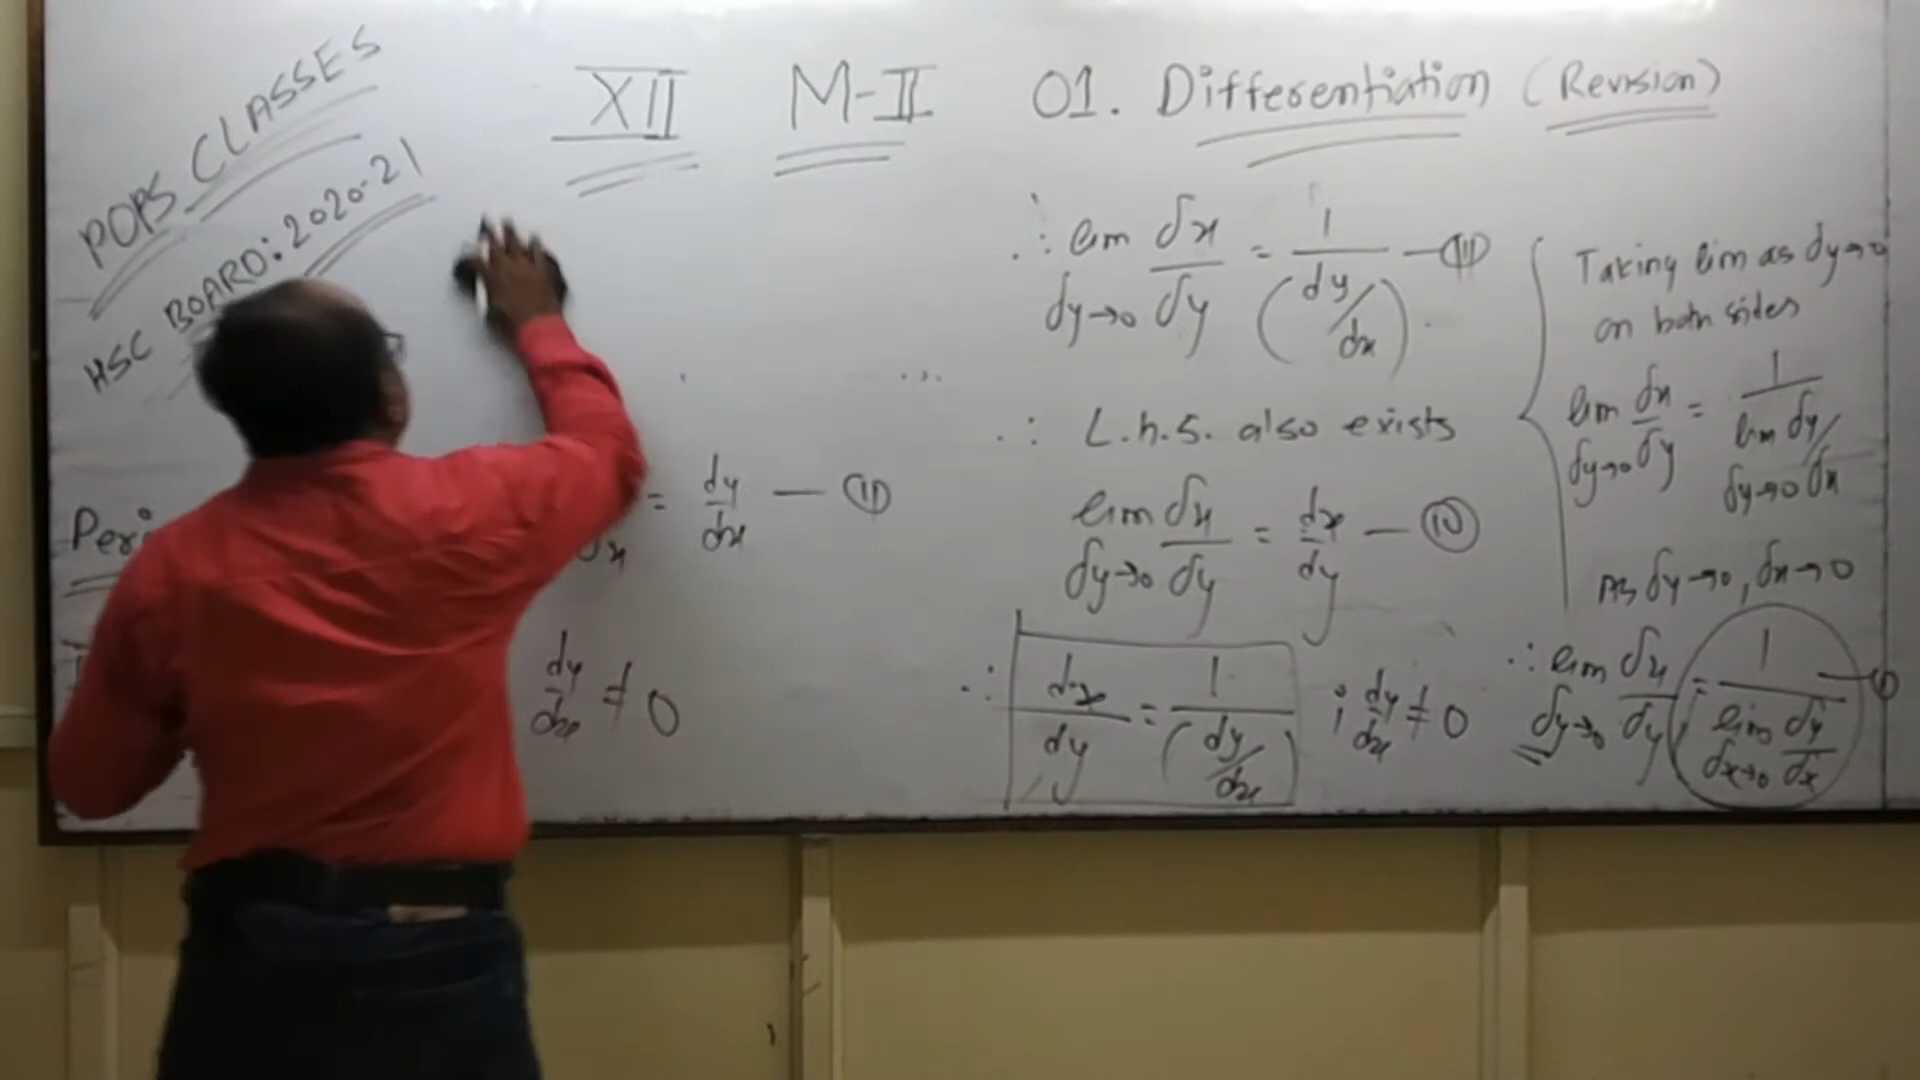 POPS CLASSES
HSC BOARD: 2020-21
XII M-II 01. Differentiation (Revision)
= dy/dx — (II)
dy/dx ≠ 0
∴ lim δy→0 δx/δy = 1/(dy/dx) — (III)
∴ L.h.s. also exists
lim δy→0 δx/δy = dx/dy — (IV)
∴ dx/dy = 1/(dy/dx) ; dy/dx ≠ 0
Taking lim as δy→0
on both sides
lim δy→0 δx/δy = 1/(lim δy→0 δy/δx)
As δy→0, δx→0
∴ lim δy→0 δx/δy = 1/(lim δx→0 δy/δx) — (I)